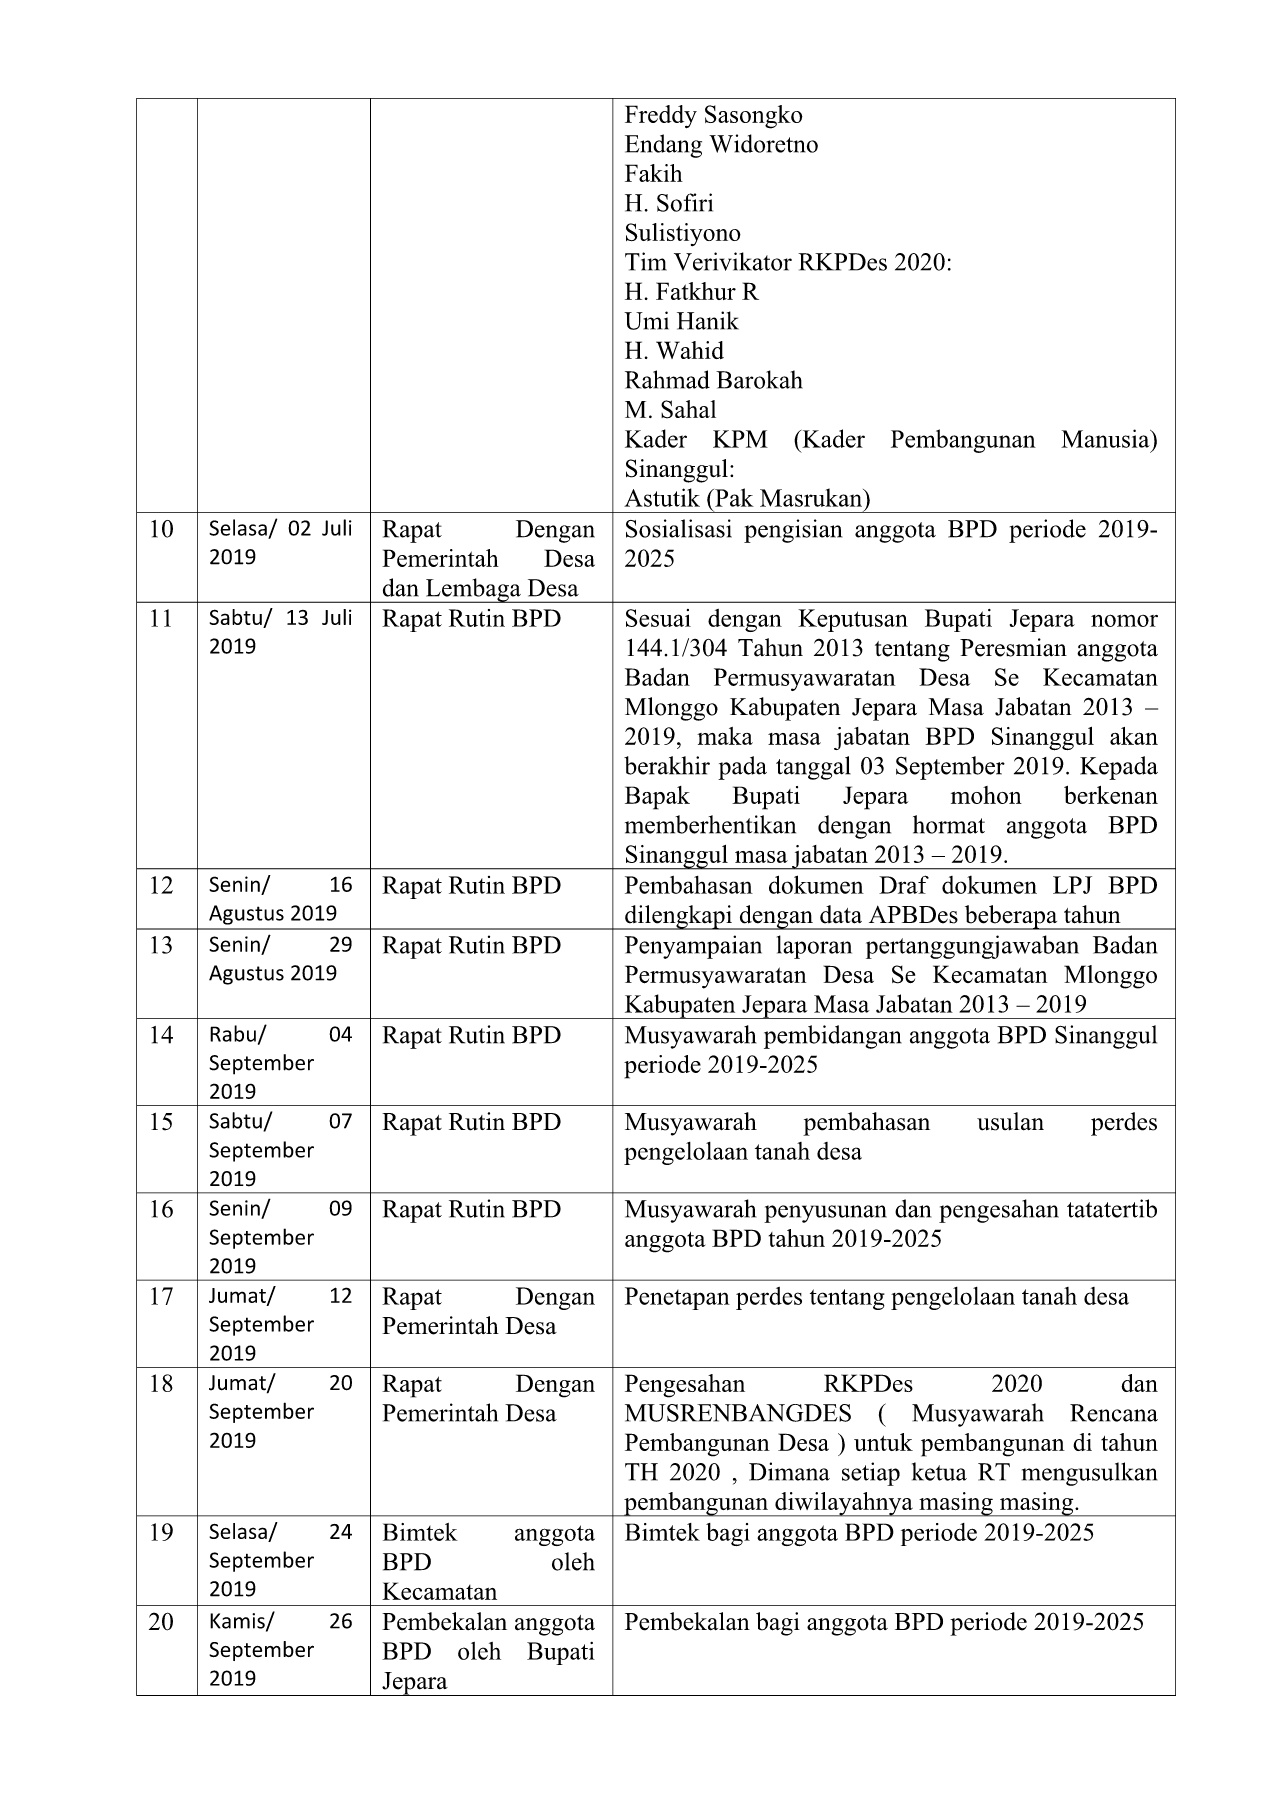 Freddy Sasongko
Endang Widoretno
Fakih
H. Sofiri
Sulistiyono
Tim Verivikator RKPDes 2020:
H. Fatkhur R
Umi Hanik
H. Wahid
Rahmad Barokah
M. Sahal
Kader KPM (Kader Pembangunan Manusia)
Sinanggul:
Astutik (Pak Masrukan)
10
Selasa/ 02 Juli
2019
Rapat Dengan
Pemerintah Desa
dan Lembaga Desa
Sosialisasi pengisian anggota BPD periode 2019-
2025
11
Sabtu/ 13 Juli
2019
Rapat Rutin BPD
Sesuai dengan Keputusan Bupati Jepara nomor
144.1/304 Tahun 2013 tentang Peresmian anggota
Badan Permusyawaratan Desa Se Kecamatan
Mlonggo Kabupaten Jepara Masa Jabatan 2013 –
2019, maka masa jabatan BPD Sinanggul akan
berakhir pada tanggal 03 September 2019. Kepada
Bapak Bupati Jepara mohon berkenan
memberhentikan dengan hormat anggota BPD
Sinanggul masa jabatan 2013 – 2019.
12
Senin/ 16
Agustus 2019
Rapat Rutin BPD
Pembahasan dokumen Draf dokumen LPJ BPD
dilengkapi dengan data APBDes beberapa tahun
13
Senin/ 29
Agustus 2019
Rapat Rutin BPD
Penyampaian laporan pertanggungjawaban Badan
Permusyawaratan Desa Se Kecamatan Mlonggo
Kabupaten Jepara Masa Jabatan 2013 – 2019
14
Rabu/ 04
September
2019
Rapat Rutin BPD
Musyawarah pembidangan anggota BPD Sinanggul
periode 2019-2025
15
Sabtu/ 07
September
2019
Rapat Rutin BPD
Musyawarah pembahasan usulan perdes
pengelolaan tanah desa
16
Senin/ 09
September
2019
Rapat Rutin BPD
Musyawarah penyusunan dan pengesahan tatatertib
anggota BPD tahun 2019-2025
17
Jumat/ 12
September
2019
Rapat Dengan
Pemerintah Desa
Penetapan perdes tentang pengelolaan tanah desa
18
Jumat/ 20
September
2019
Rapat Dengan
Pemerintah Desa
Pengesahan RKPDes 2020 dan
MUSRENBANGDES ( Musyawarah Rencana
Pembangunan Desa ) untuk pembangunan di tahun
TH 2020 , Dimana setiap ketua RT mengusulkan
pembangunan diwilayahnya masing masing.
19
Selasa/ 24
September
2019
Bimtek anggota
BPD oleh
Kecamatan
Bimtek bagi anggota BPD periode 2019-2025
20
Kamis/ 26
September
2019
Pembekalan anggota
BPD oleh Bupati
Jepara
Pembekalan bagi anggota BPD periode 2019-2025